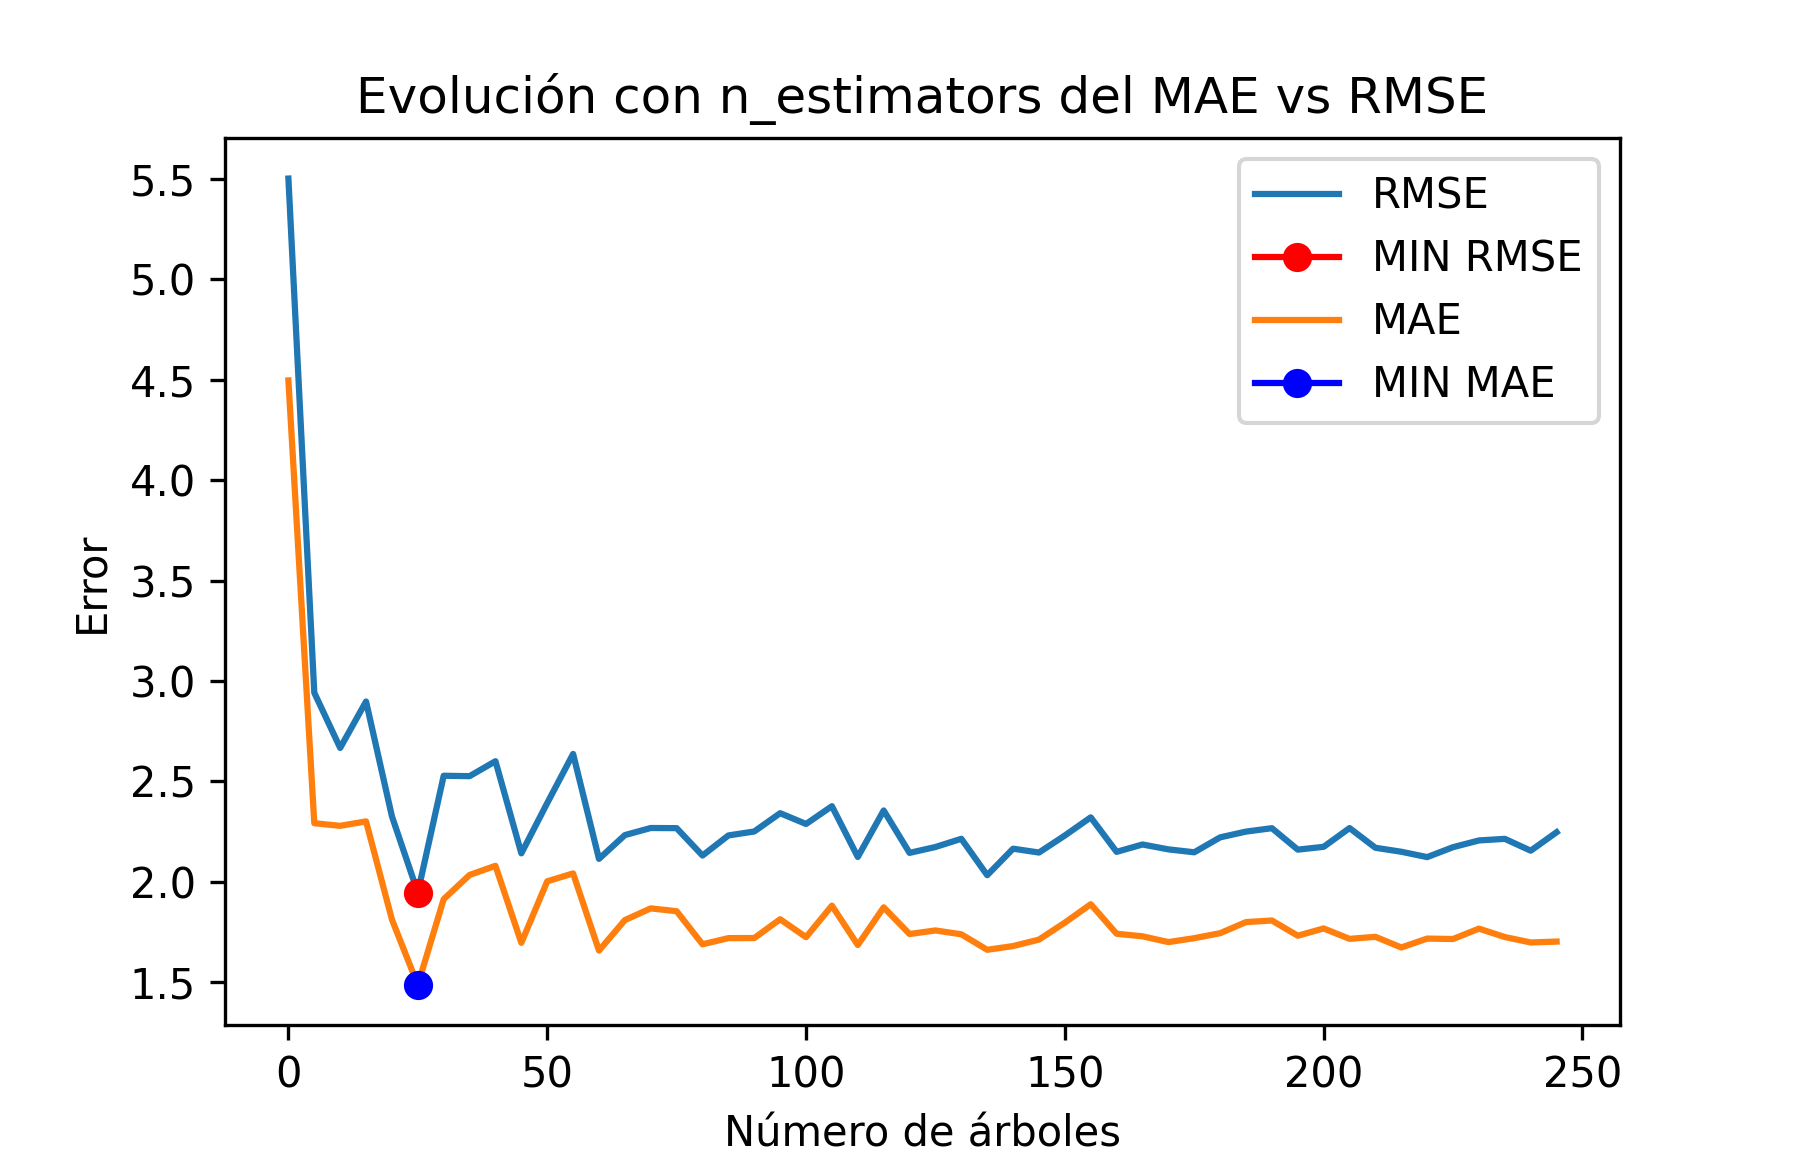 Evolución con n_estimators del MAE vs RMSE
RMSE
MIN RMSE
MAE
MIN MAE
5.5
5.0
4.5
4.0
3.5
3.0
2.5
2.0
1.5
Error
0 50 100 150 200 250
Número de árboles